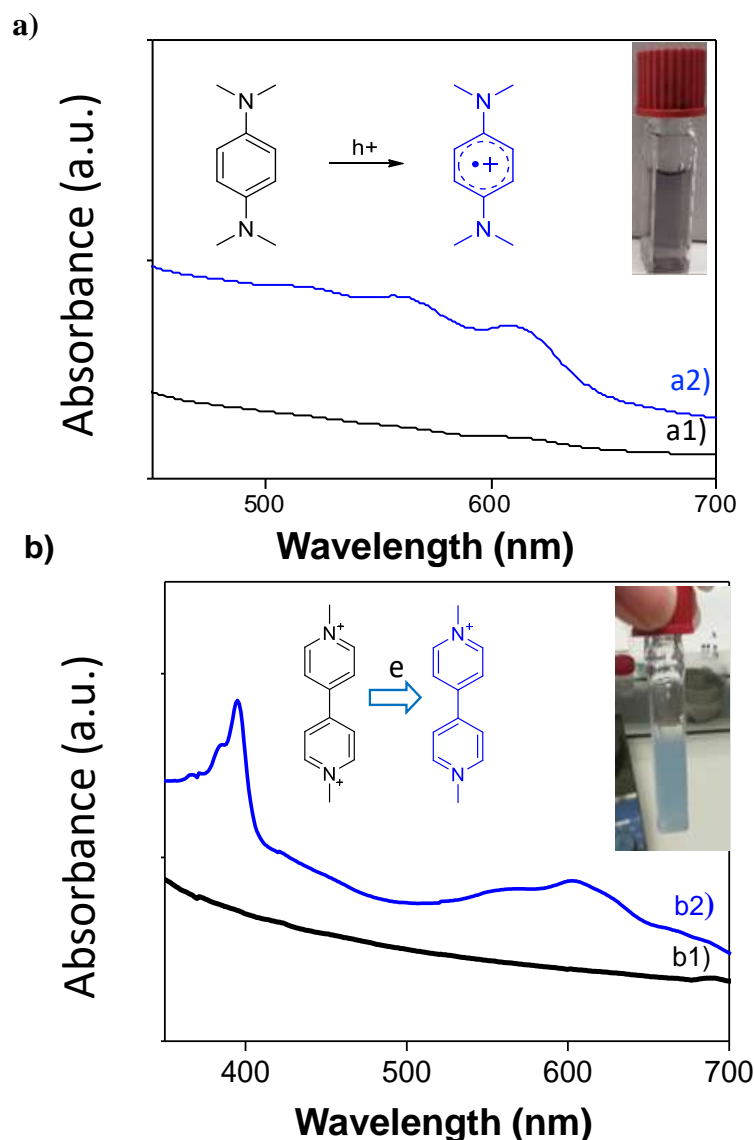 a)
N
h+
N
•+
N
N
Absorbance (a.u.)
a2)
a1)
500 600 700
Wavelength (nm)
b)
N+
e
N+
N+
N
Absorbance (a.u.)
b2)
b1)
400 500 600 700
Wavelength (nm)